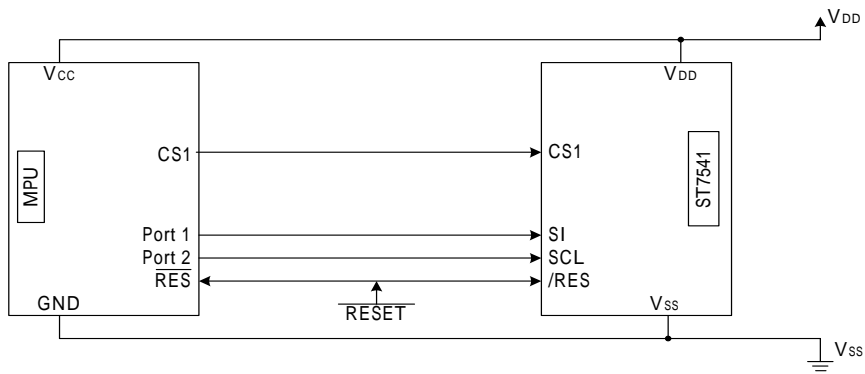 VDD
VCC
VDD
CS1
CS1
MPU
ST7541
Port 1
SI
Port 2
SCL
RES
/RES
GND
RESET
VSS
VSS